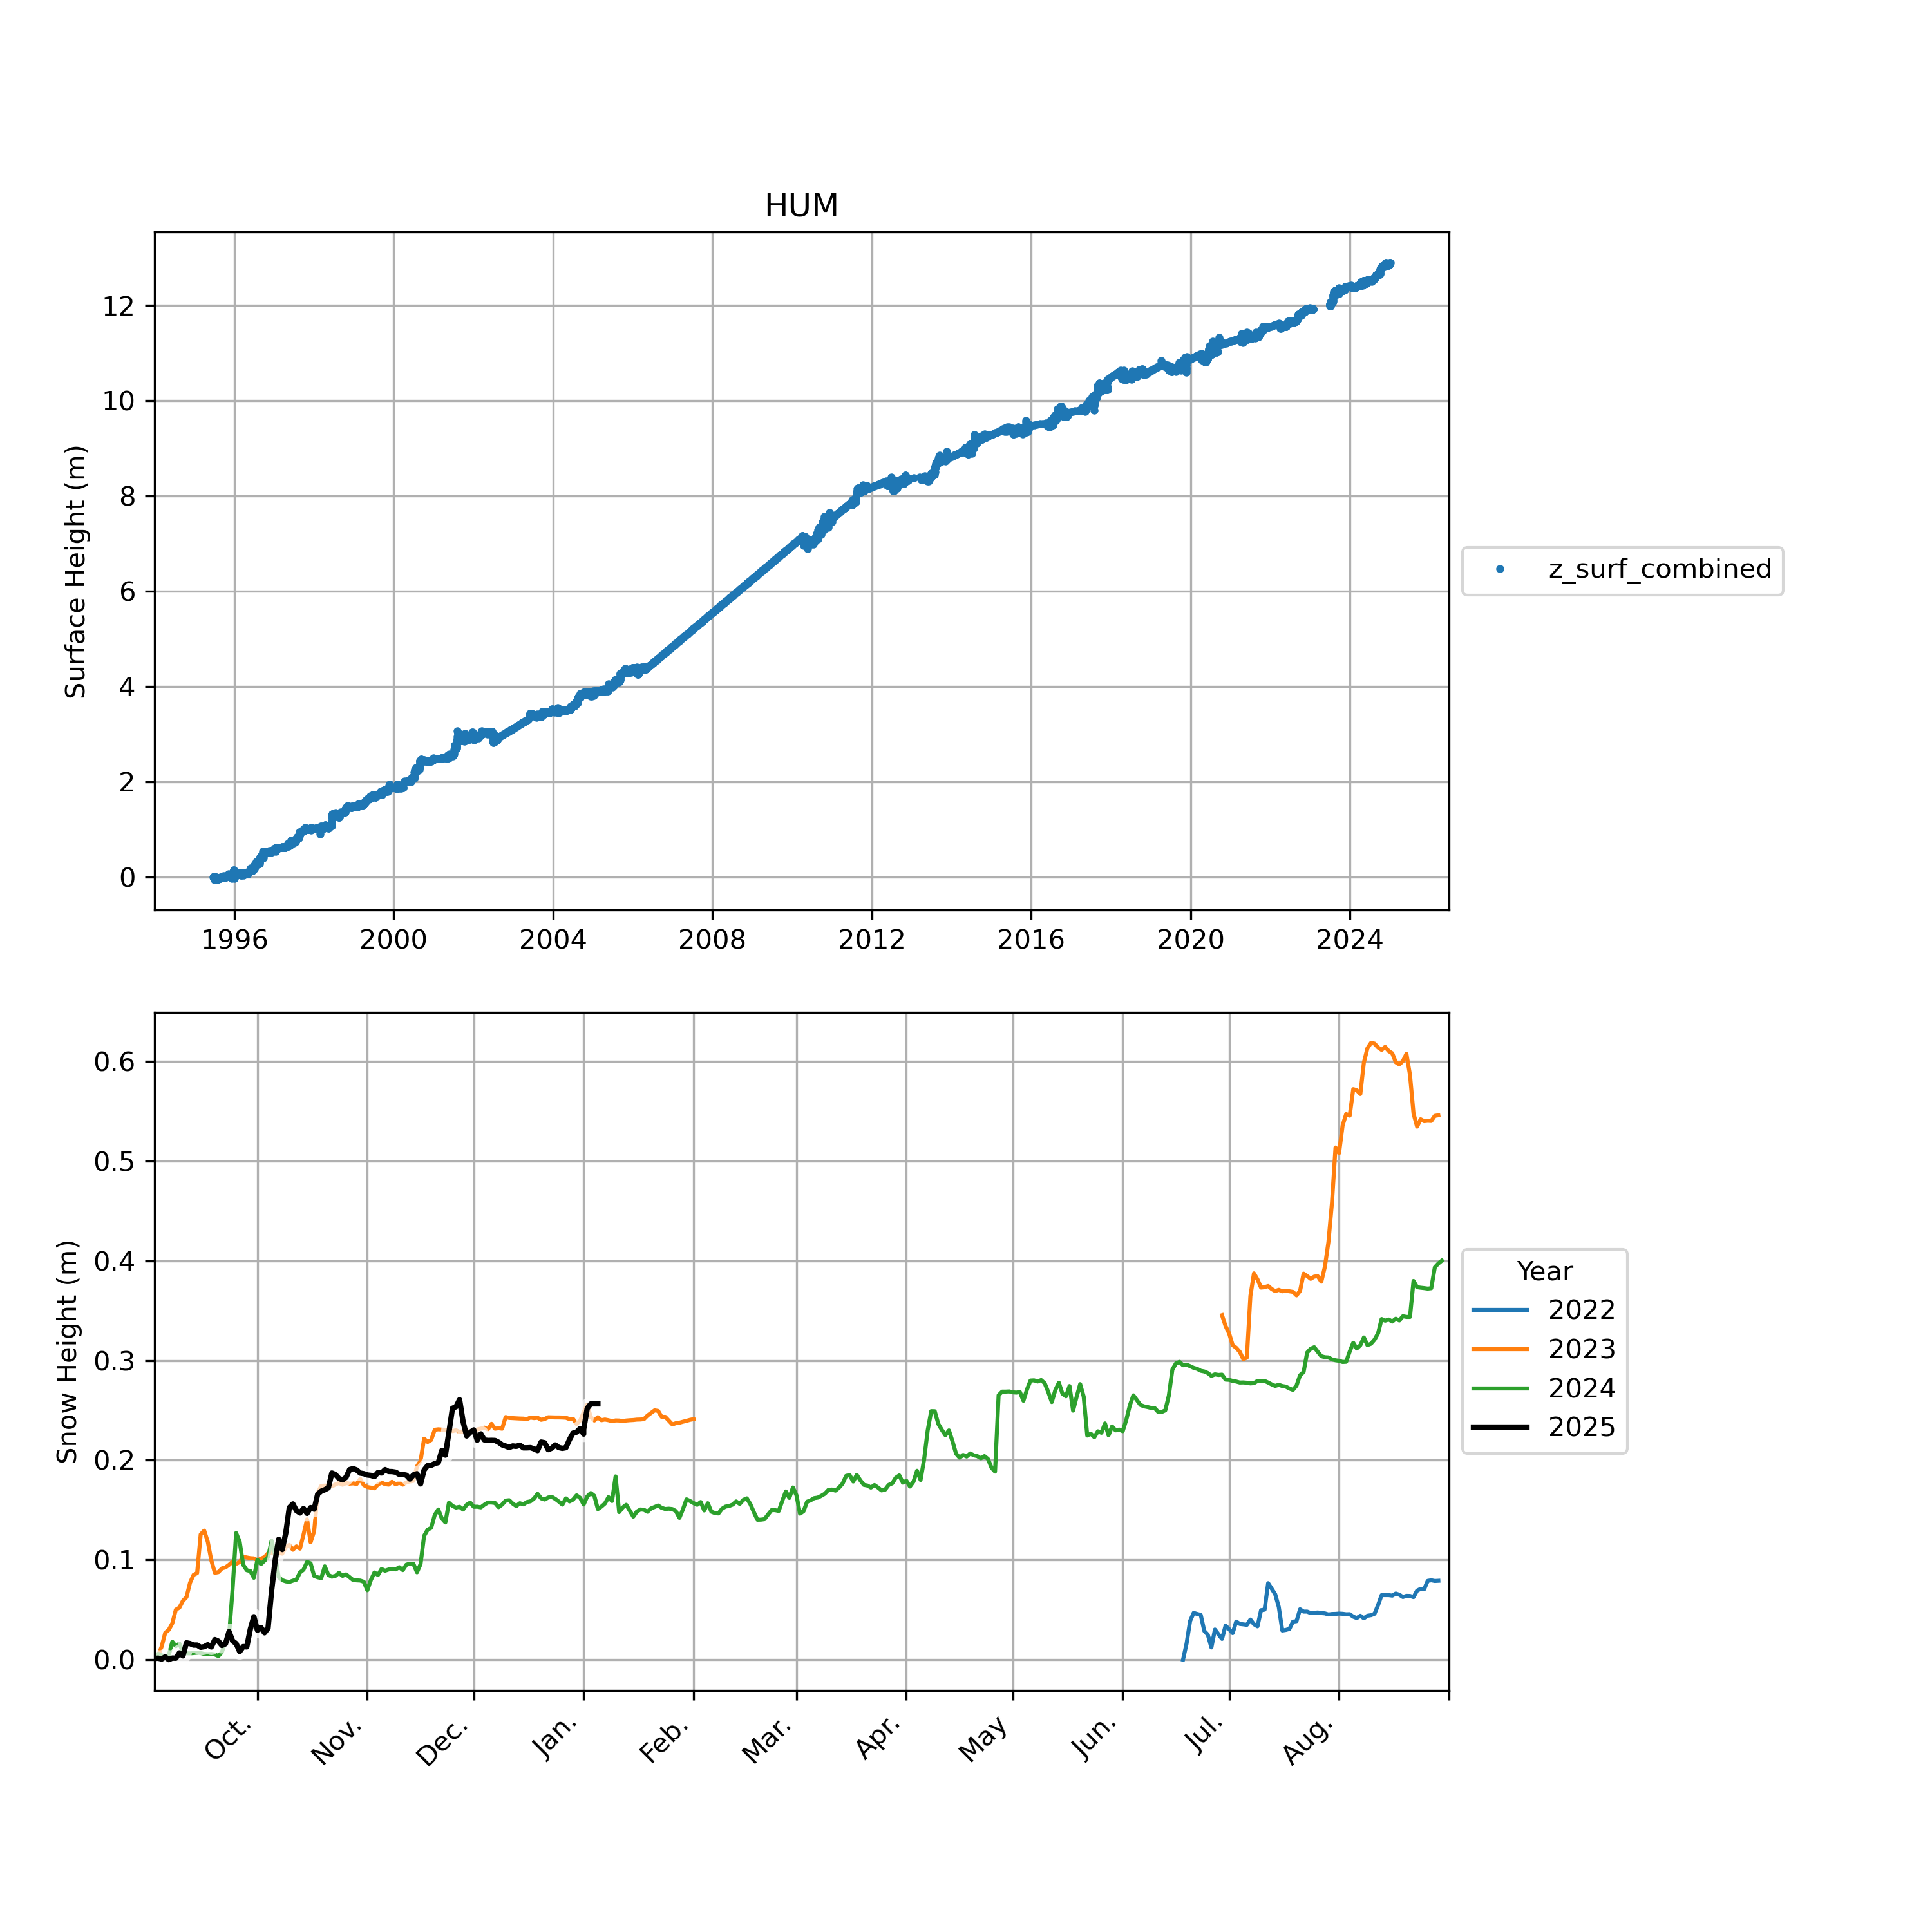 HUM
Surface Height (m)
12
10
8
6
4
2
0
1996 2000 2004 2008 2012 2016 2020 2024
z_surf_combined
Snow Height (m)
0.6
0.5
0.4
0.3
0.2
0.1
0.0
Oct. Nov. Dec. Jan. Feb. Mar. Apr. May Jun. Jul. Aug.
Year
2022
2023
2024
2025